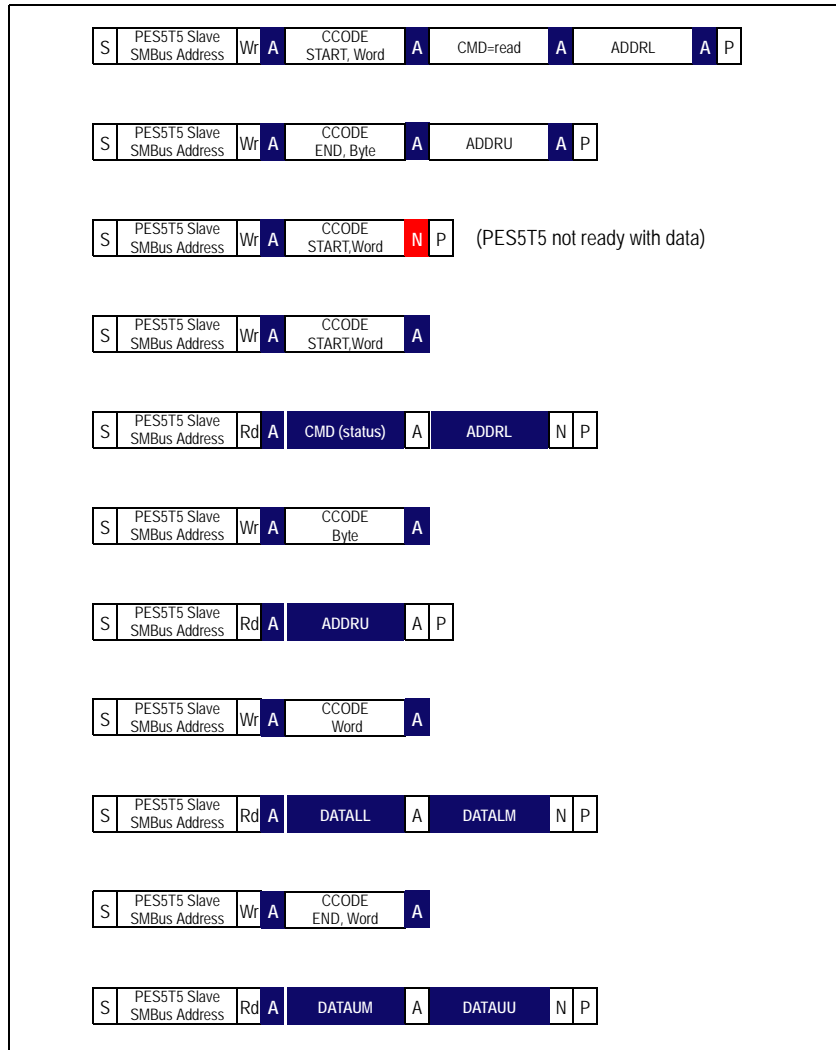 S PES5T5 Slave SMBus Address Wr A CCODE START, Word A CMD=read A ADDRL A P
S PES5T5 Slave SMBus Address Wr A CCODE END, Byte A ADDRU A P
S PES5T5 Slave SMBus Address Wr A CCODE START,Word N P (PES5T5 not ready with data)
S PES5T5 Slave SMBus Address Wr A CCODE START,Word A
S PES5T5 Slave SMBus Address Rd A CMD (status) A ADDRL N P
S PES5T5 Slave SMBus Address Wr A CCODE Byte A
S PES5T5 Slave SMBus Address Rd A ADDRU A P
S PES5T5 Slave SMBus Address Wr A CCODE Word A
S PES5T5 Slave SMBus Address Rd A DATALL A DATALM N P
S PES5T5 Slave SMBus Address Wr A CCODE END, Word A
S PES5T5 Slave SMBus Address Rd A DATAUM A DATAUU N P